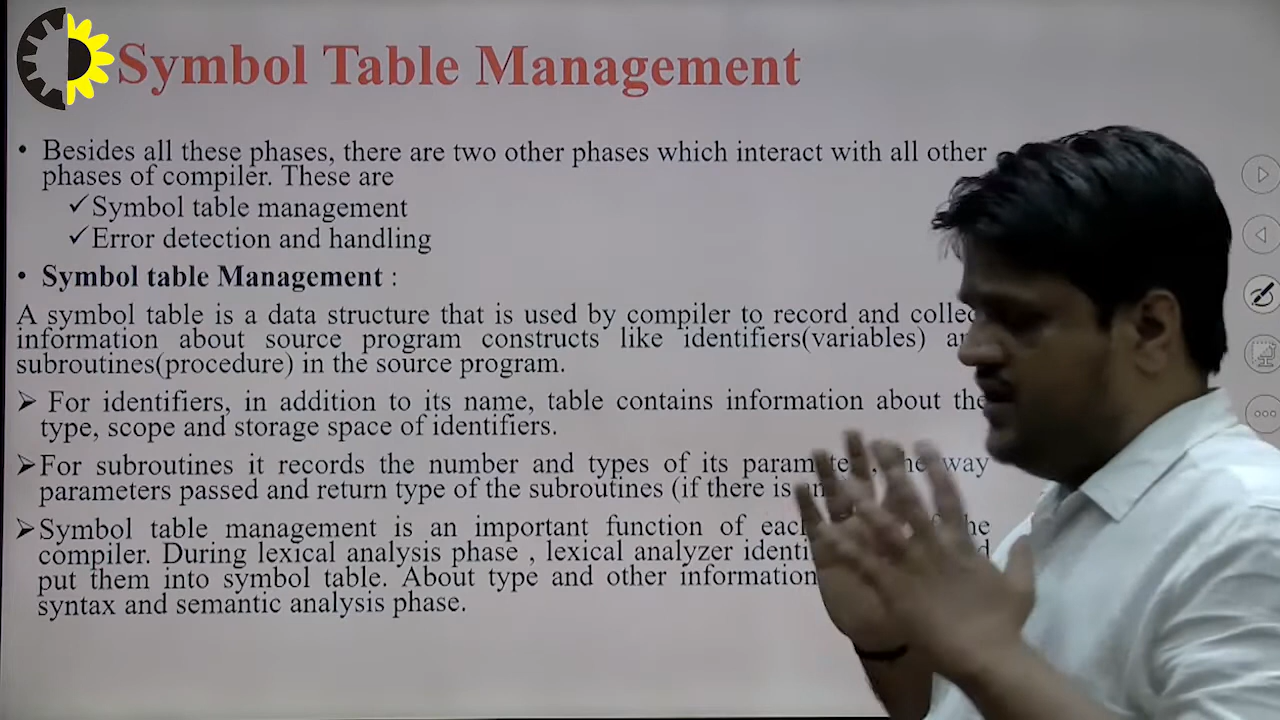 Symbol Table Management
• Besides all these phases, there are two other phases which interact with all other
phases of compiler. These are
✓Symbol table management
✓Error detection and handling
• Symbol table Management :
A symbol table is a data structure that is used by compiler to record and collec
information about source program constructs like identifiers(variables) a
subroutines(procedure) in the source program.
➢ For identifiers, in addition to its name, table contains information about the
type, scope and storage space of identifiers.
➢For subroutines it records the number and types of its way
parameters passed and return type of the subroutines (if there is
➢Symbol table management is an important function of
compiler. During lexical analysis phase , lexical analyzer
put them into symbol table. About type and other information
syntax and semantic analysis phase.